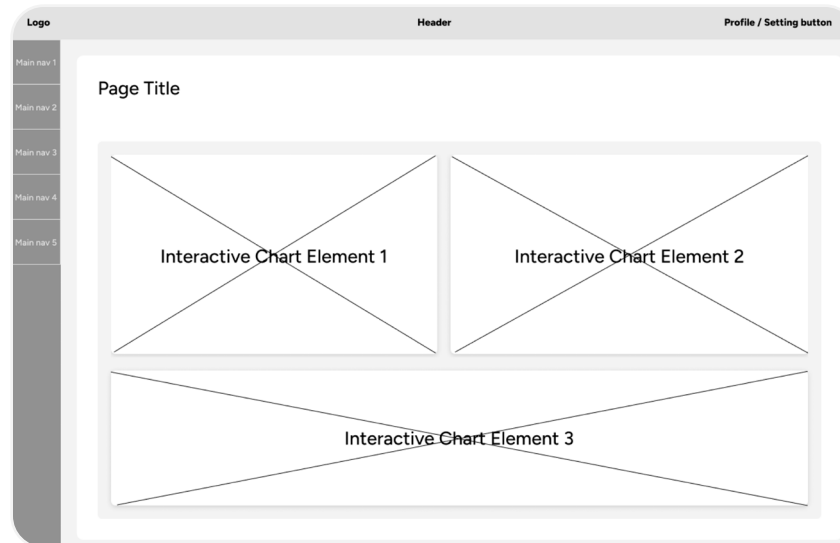 Logo
Header
Profile / Setting button
Main nav 1
Main nav 2
Main nav 3
Main nav 4
Main nav 5
Page Title
Interactive Chart Element 1
Interactive Chart Element 2
Interactive Chart Element 3